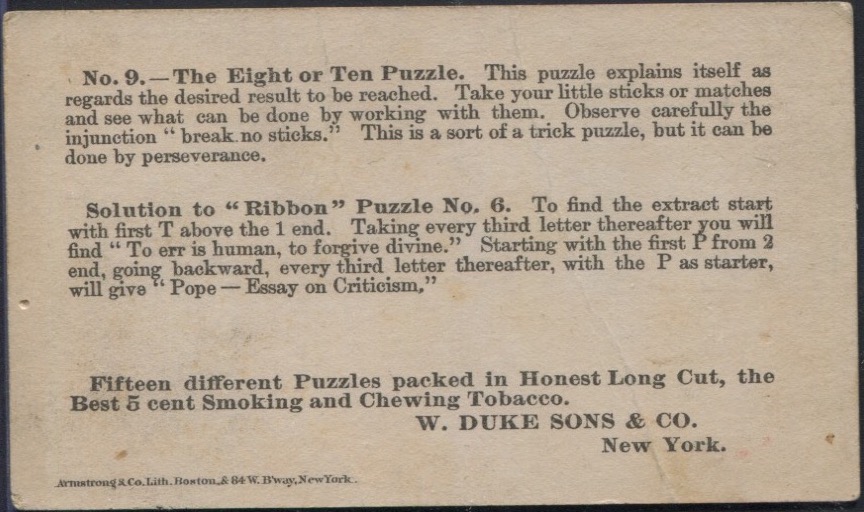 No. 9.—The Eight or Ten Puzzle. This puzzle explains itself as
regards the desired result to be reached. Take your little sticks or matches
and see what can be done by working with them. Observe carefully the
injunction “ break no sticks.” This is a sort of a trick puzzle, but it can be
done by perseverance.
Solution to “Ribbon” Puzzle No. 6. To find the extract start
with first T above the 1 end. Taking every third letter thereafter you will
find “ To err is human, to forgive divine.” Starting with the first P from 2
end, going backward, every third letter thereafter, with the P as starter,
will give “ Pope — Essay on Criticism,”
Fifteen different Puzzles packed in Honest Long Cut, the
Best 5 cent Smoking and Chewing Tobacco.
W. DUKE SONS & CO.
New York.
Armstrong & Co. Lith. Boston, & 84 W. B'way, New York.